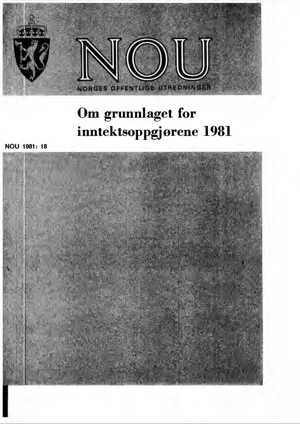 NOU
NORGES OFFENTLIGE UTREDNINGER
Om grunnlaget for
inntektsoppgjørene 1981
NOU 1981: 18